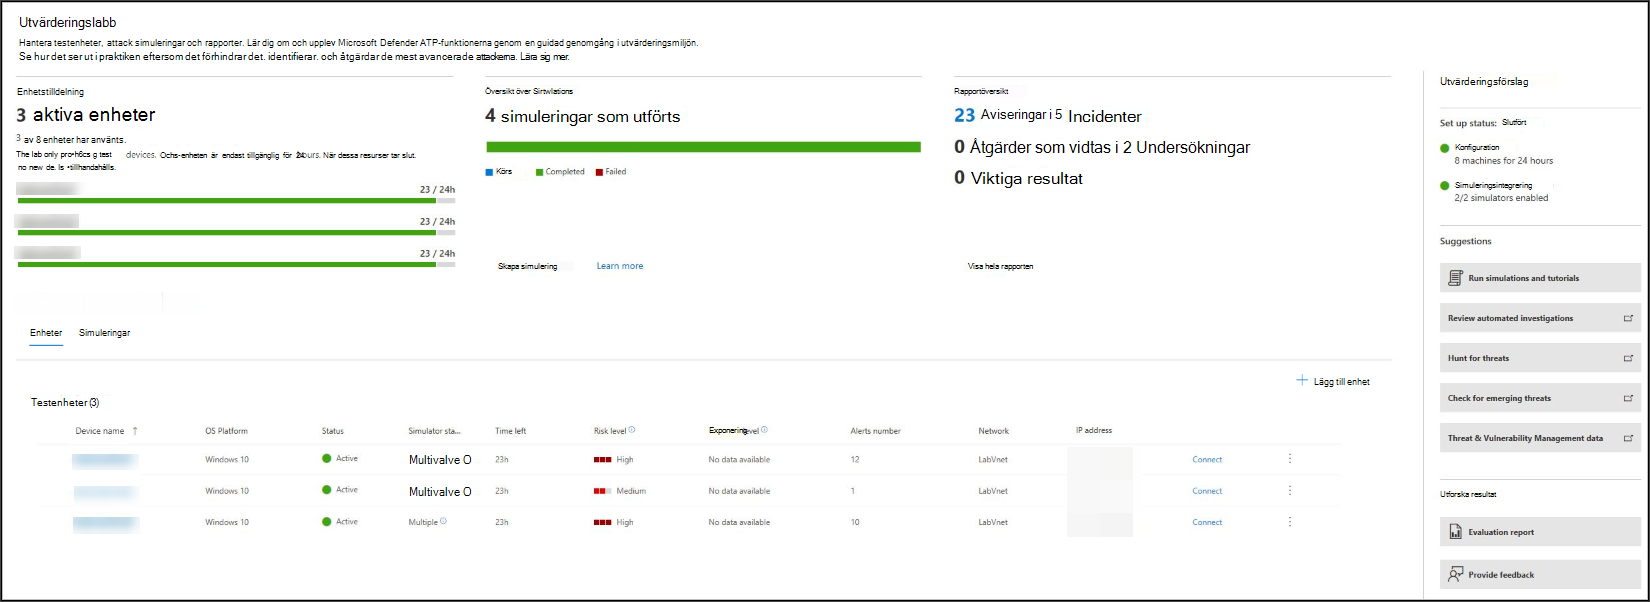 Utvärderingslabb
Hantera testenheter, attack simuleringar och rapporter. Lär dig om och upplev Microsoft Defender ATP-funktionerna genom en guidad genomgång i utvärderingsmiljön.
Se hur det ser ut i praktiken eftersom det förhindrar det. identifierar. och åtgärdar de mest avancerade attackerna. Lära sig mer.
Enhetstilldelning
3 aktiva enheter
3 av 8 enheter har använts.
The lab only test devices. Ochs-enheten är endast tillgänglig för 24ours. När dessa resurser tar slut.
no new de. Is •tillhandahålls.
23 / 24h
23 / 24h
23 / 24h
Översikt över Sirtwlations
4 simuleringar som utförts
Körs Completed Failed
Skapa simulering Learn more
Rapportöversikt
23 Aviseringar i 5 Incidenter
0 Åtgärder som vidtas i 2 Undersökningar
0 Viktiga resultat
Visa hela rapporten
Enheter Simuleringar
Lägg till enhet
Testenheter (3)
Device name ↑ OS Platform Status Simulator sta... Time left Risk level Exponering level Alerts number Network IP address
Windows 10 Active Multivalve O 23h High No data available 12 LabVnet Connect
Windows 10 Active Multivalve O 23h Medium No data available 1 LabVnet Connect
Windows 10 Active Multiple 23h High No data available 10 LabVnet Connect
Utvärderingsförslag
Set up status: Slutfört
Konfiguration
8 machines for 24 hours
Simuleringsintegrering
2/2 simulators enabled
Suggestions
Run simulations and tutorials
Review automated investigations
Hunt for threats
Check for emerging threats
Threat & Vulnerability Management data
Utforska resultat
Evaluation report
Provide feedback